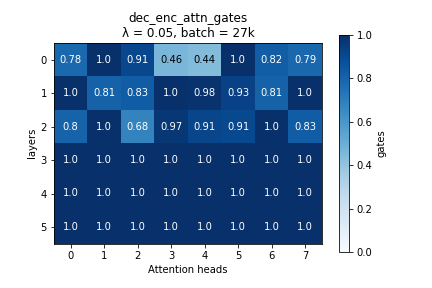 dec_enc_attn_gates
λ = 0.05, batch = 27k
0 0.78 1.0 0.91 0.46 0.44 1.0 0.82 0.79
1 1.0 0.81 0.83 1.0 0.98 0.93 0.81 1.0
2 0.8 1.0 0.68 0.97 0.91 0.91 1.0 0.83
3 1.0 1.0 1.0 1.0 1.0 1.0 1.0 1.0
4 1.0 1.0 1.0 1.0 1.0 1.0 1.0 1.0
5 1.0 1.0 1.0 1.0 1.0 1.0 1.0 1.0
0 1 2 3 4 5 6 7
Attention heads
layers
1.0
0.8
0.6
0.4
0.2
0.0
gates